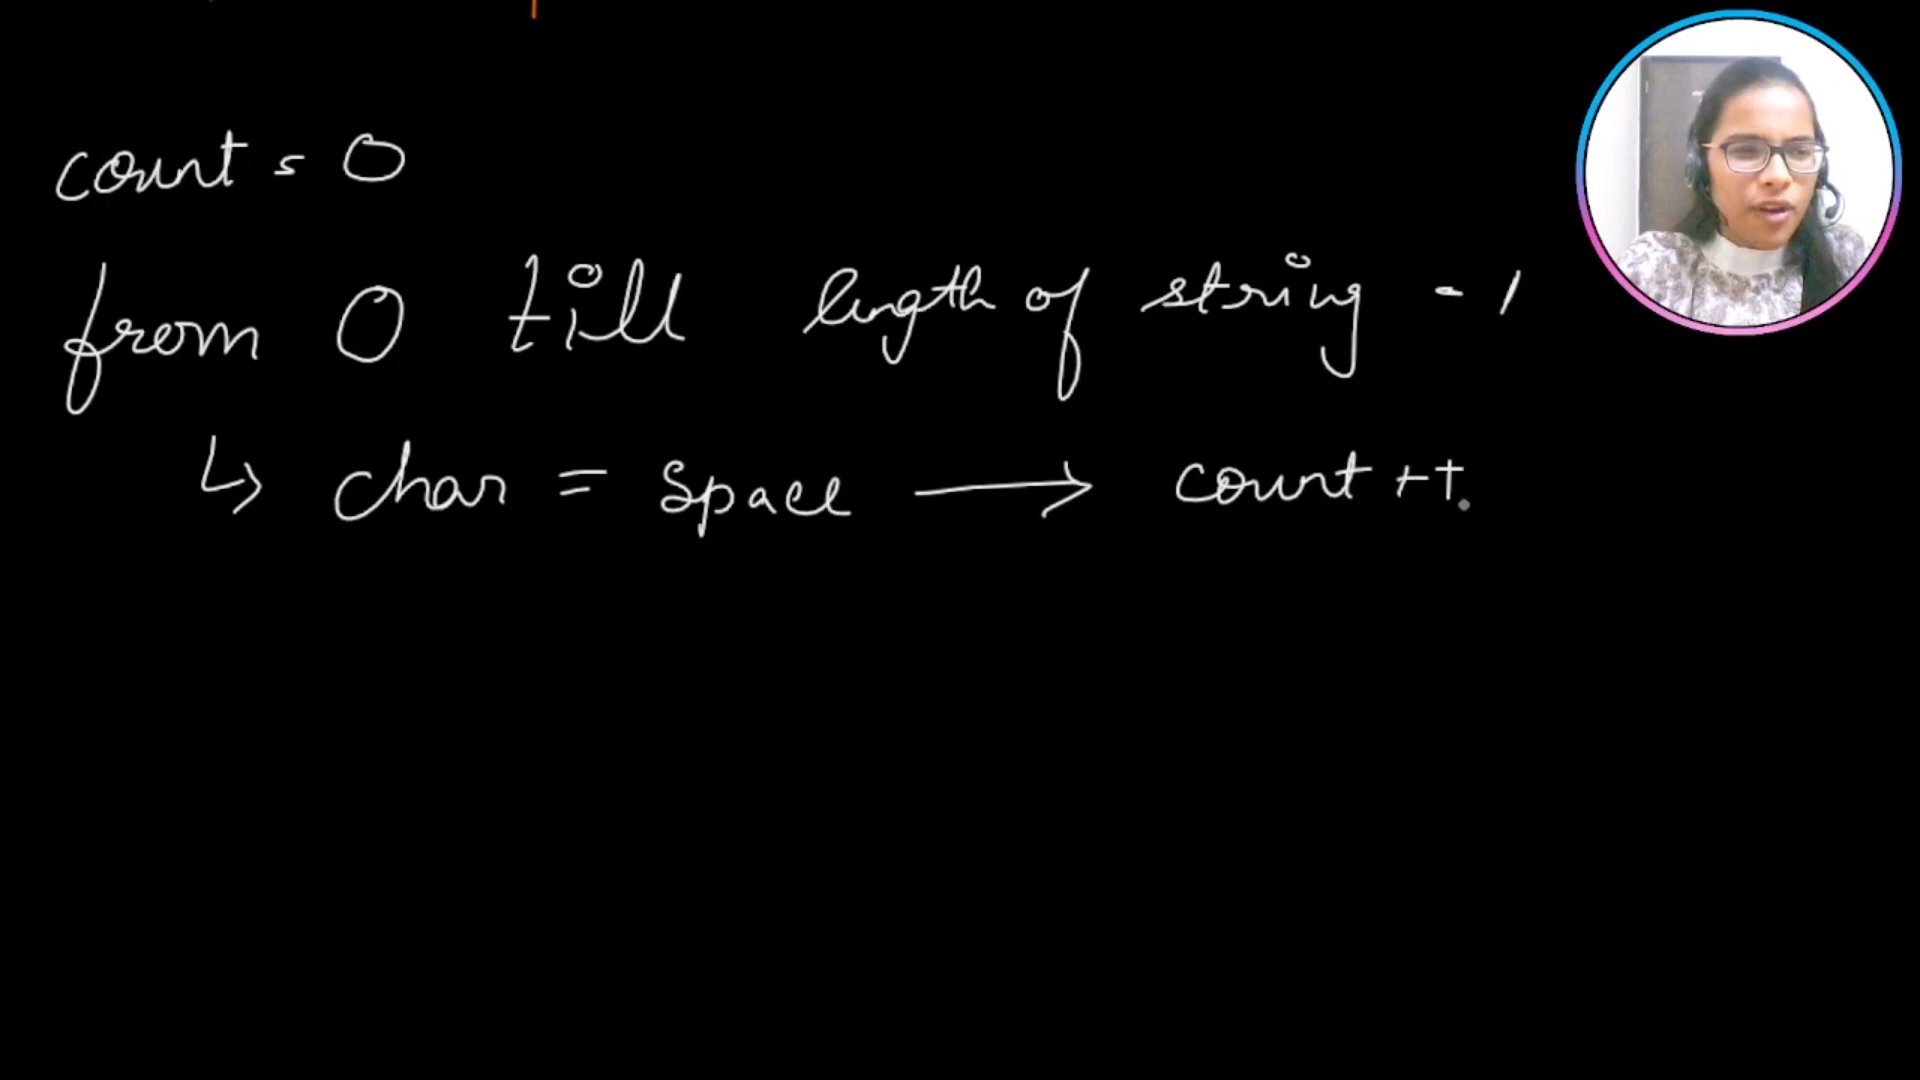 count = 0
from 0 till length of string - 1
↳ char = space → count ++